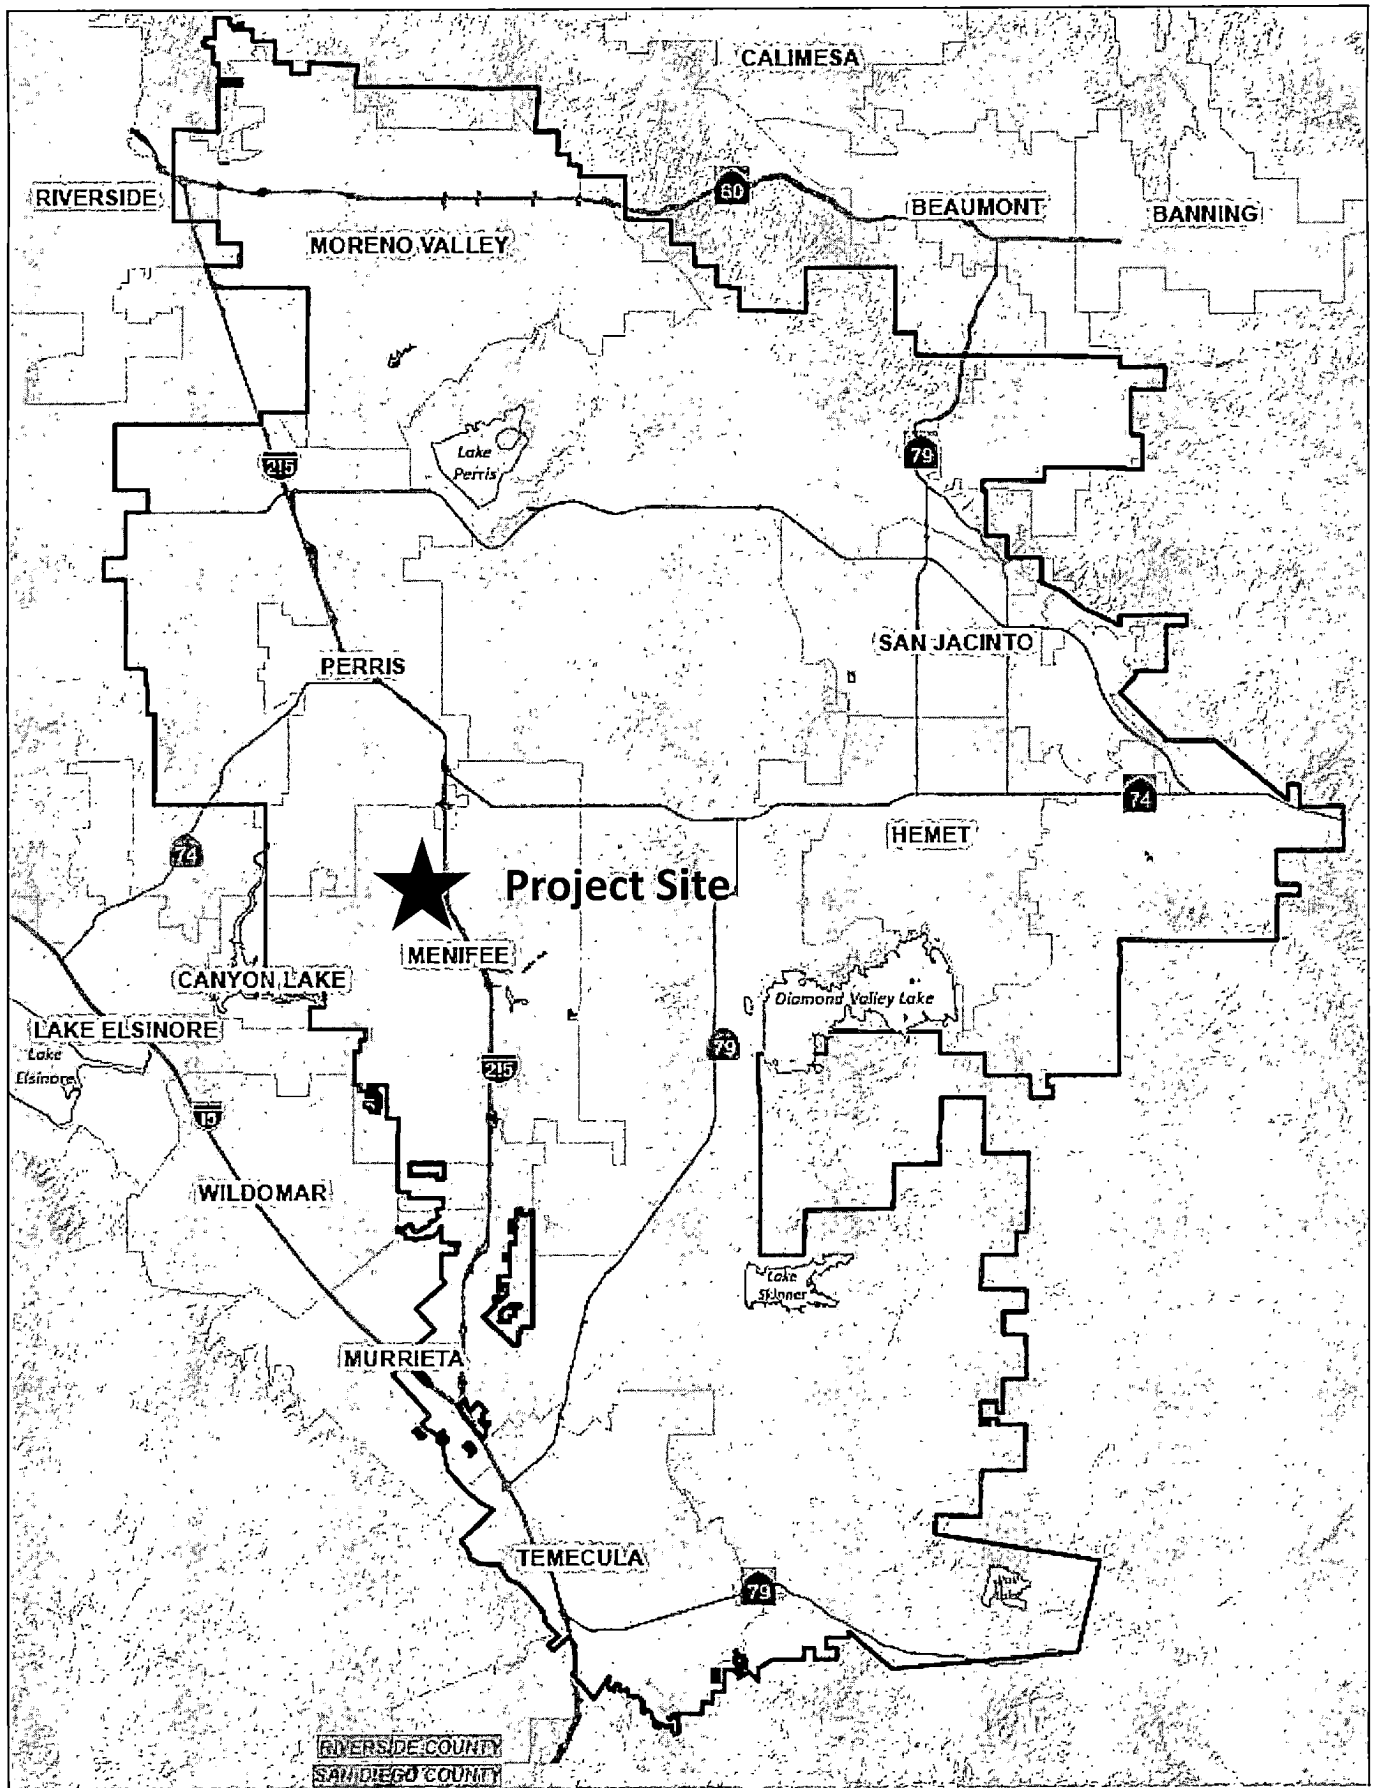 CALIMESA
60
RIVERSIDE
BEAUMONT
BANNING
MORENO VALLEY
79
Lake
Perris
215
SAN JACINTO
PERRIS
74
HEMET
74
Project Site
MENIFEE
CANYON LAKE
Diamond Valley Lake
LAKE ELSINORE
79
Lake
Elsinore
215
15
WILDOMAR
Lake
Skinner
MURRIETA
TEMECULA
79
RIVERSIDE COUNTY
SAN DIEGO COUNTY